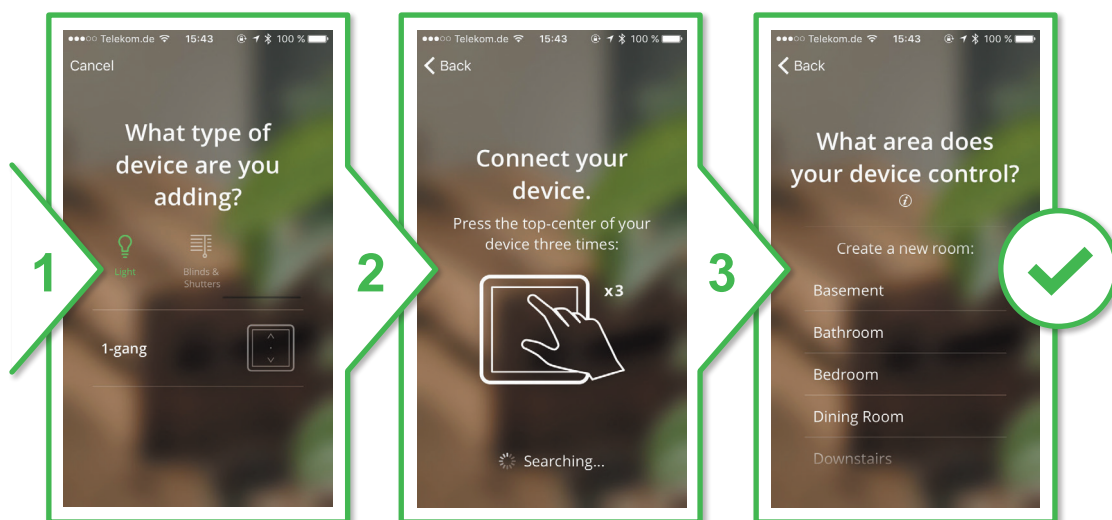 1
Telekom.de 15:43 100 %
Cancel
What type of
device are you
adding?
Light
Blinds &
Shutters
1-gang
2
Telekom.de 15:43 100 %
Back
Connect your
device.
Press the top-center of your
device three times:
x3
Searching...
3
Telekom.de 15:43 100 %
Back
What area does
your device control?
i
Create a new room:
Basement
Bathroom
Bedroom
Dining Room
Downstairs